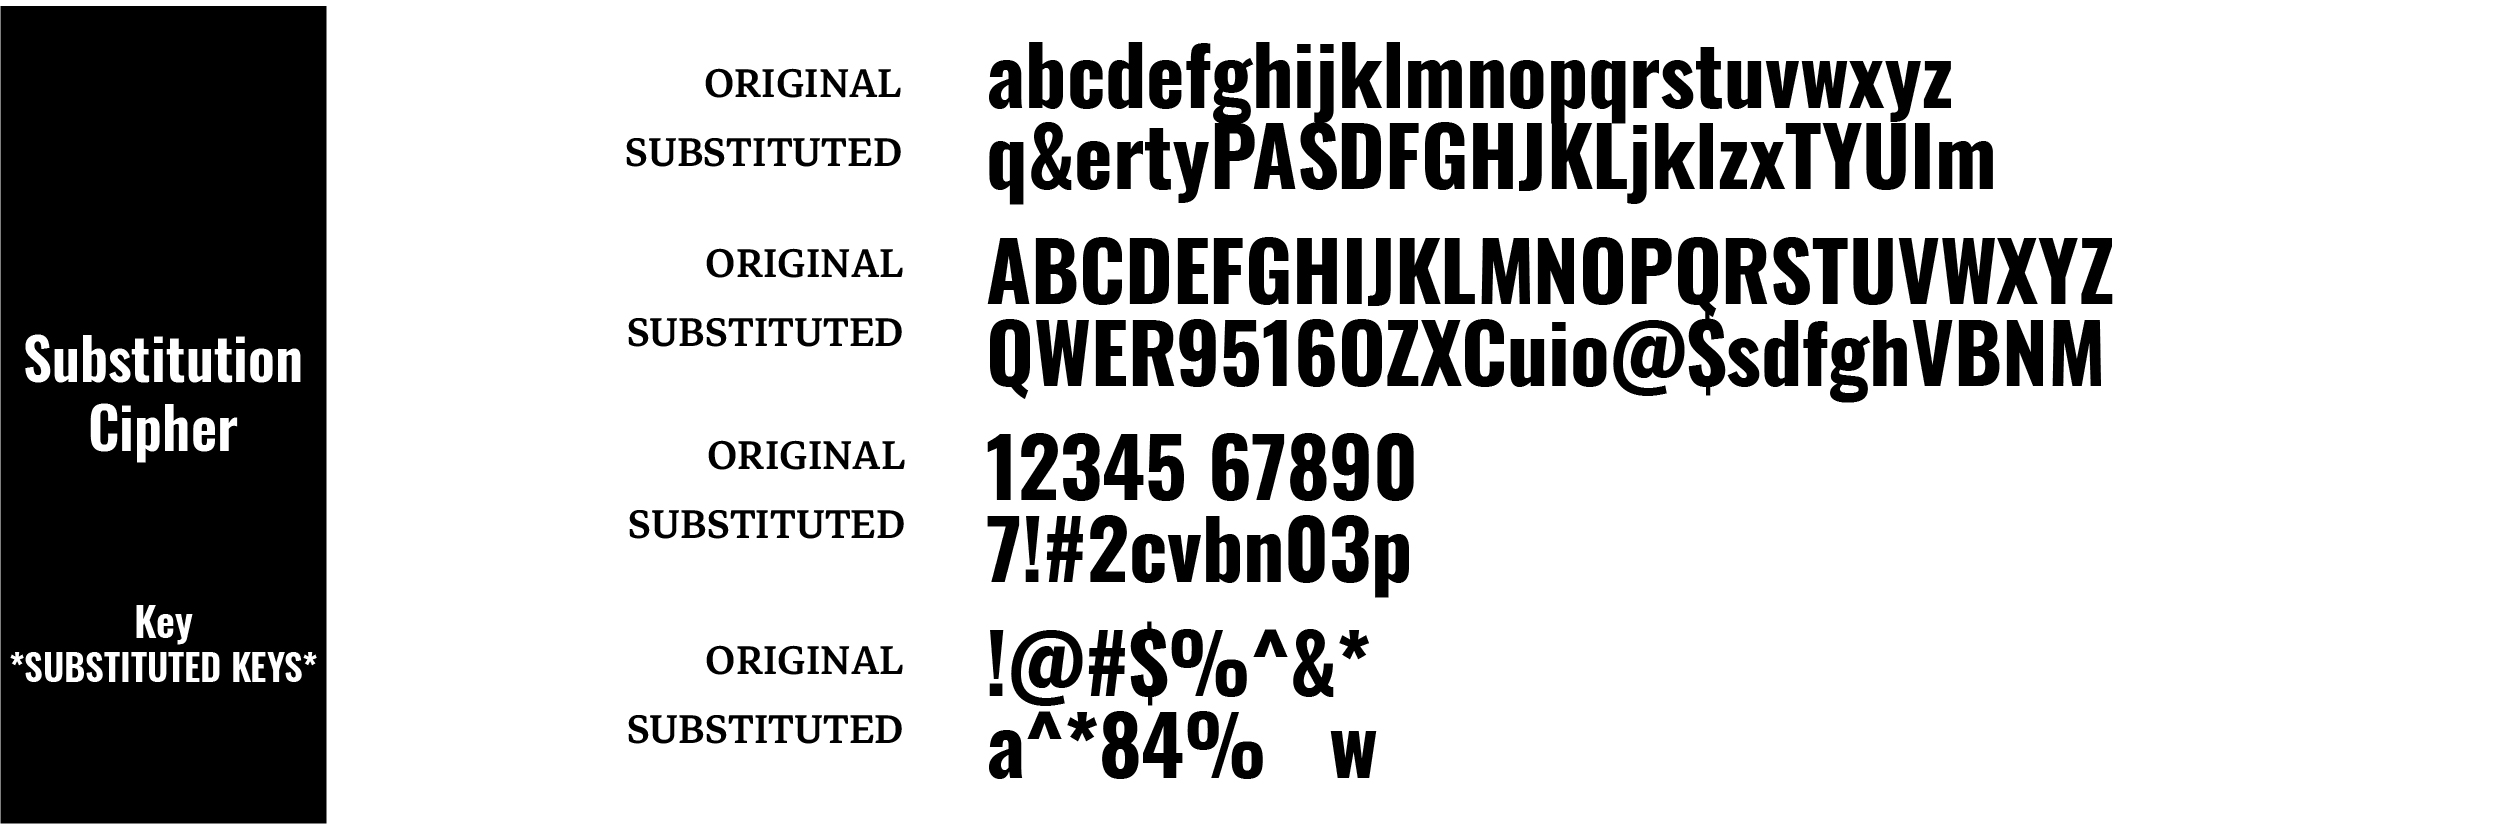 Substitution
Cipher
Key
*SUBSTITUTED KEYS*
ORIGINAL abcdefghijklmnopqrstuvwxyz
SUBSTITUTED q&ertyPASDFGHJKLjklzxTYUIm
ORIGINAL ABCDEFGHIJKLMNOPQRSTUVWXYZ
SUBSTITUTED QWER9516OZXCuio@$sdfghVBNM
ORIGINAL 12345 67890
SUBSTITUTED 7!#2cvbn03p
ORIGINAL !@#$%^&*
SUBSTITUTED a^*84% w